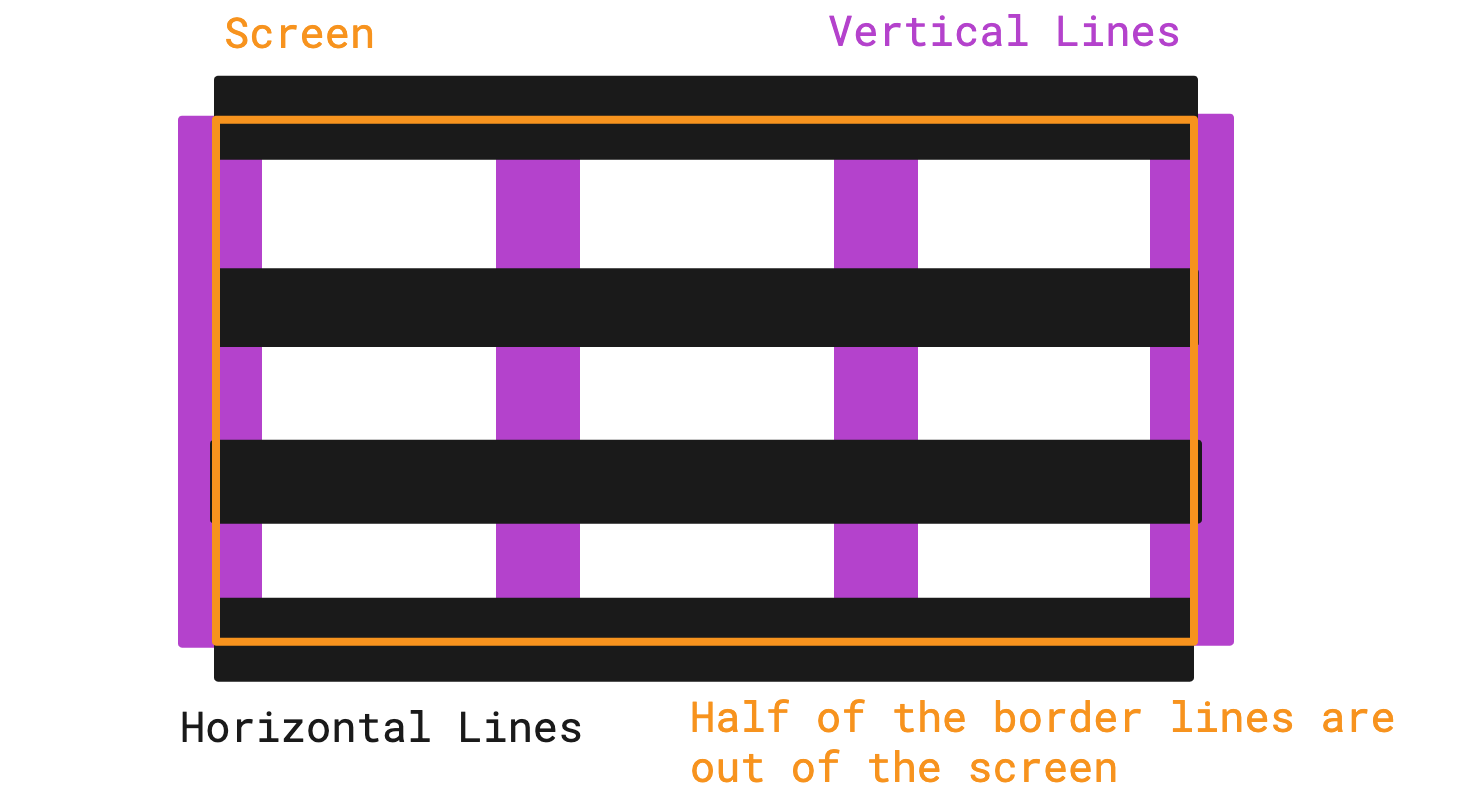 Screen
Vertical Lines
Horizontal Lines
Half of the border lines are
out of the screen